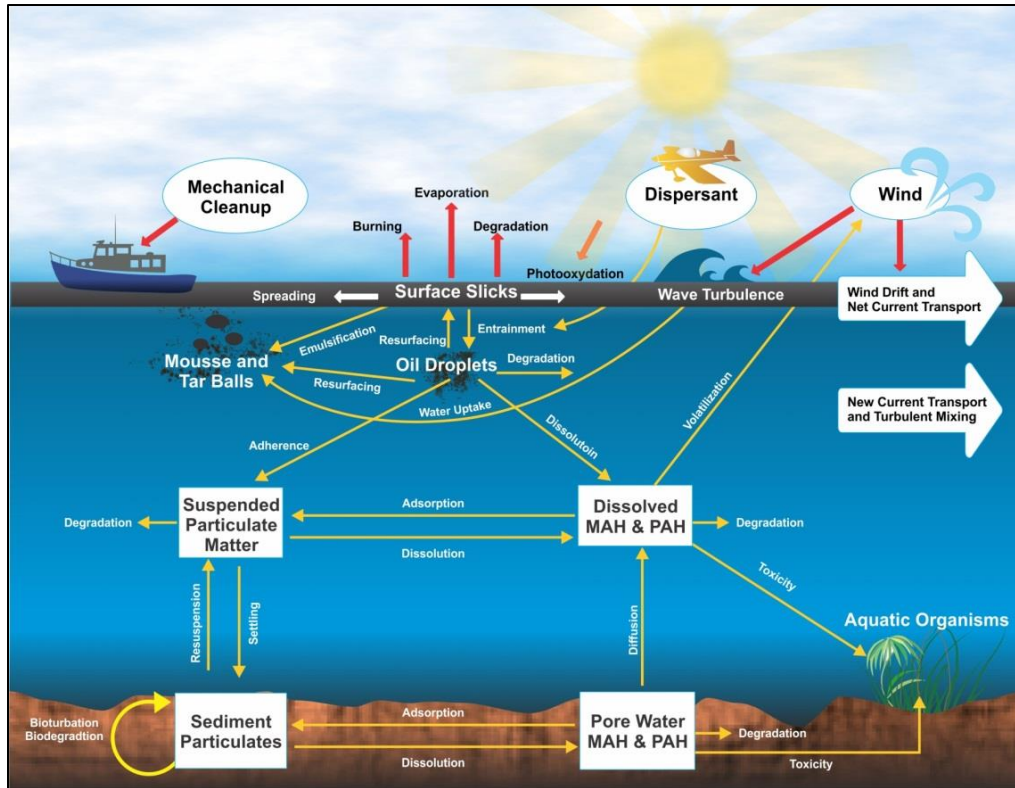 Mechanical
Cleanup
Evaporation
Burning
Degradation
Dispersant
Wind
Photooxydation
Spreading
Surface Slicks
Wave Turbulence
Wind Drift and
Net Current Transport
Emulsification
Resurfacing
Entrainment
Mousse and
Tar Balls
Oil Droplets
Degradation
Resurfacing
Water Uptake
New Current Transport
and Turbulent Mixing
Volatilization
Adherence
Dissolutoin
Suspended
Particulate
Matter
Adsorption
Dissolved
MAH & PAH
Degradation
Degradation
Dissolution
Toxicity
Resuspension
Settling
Diffusion
Aquatic Organisms
Bioturbation
Biodegradtion
Sediment
Particulates
Adsorption
Pore Water
MAH & PAH
Degradation
Dissolution
Toxicity